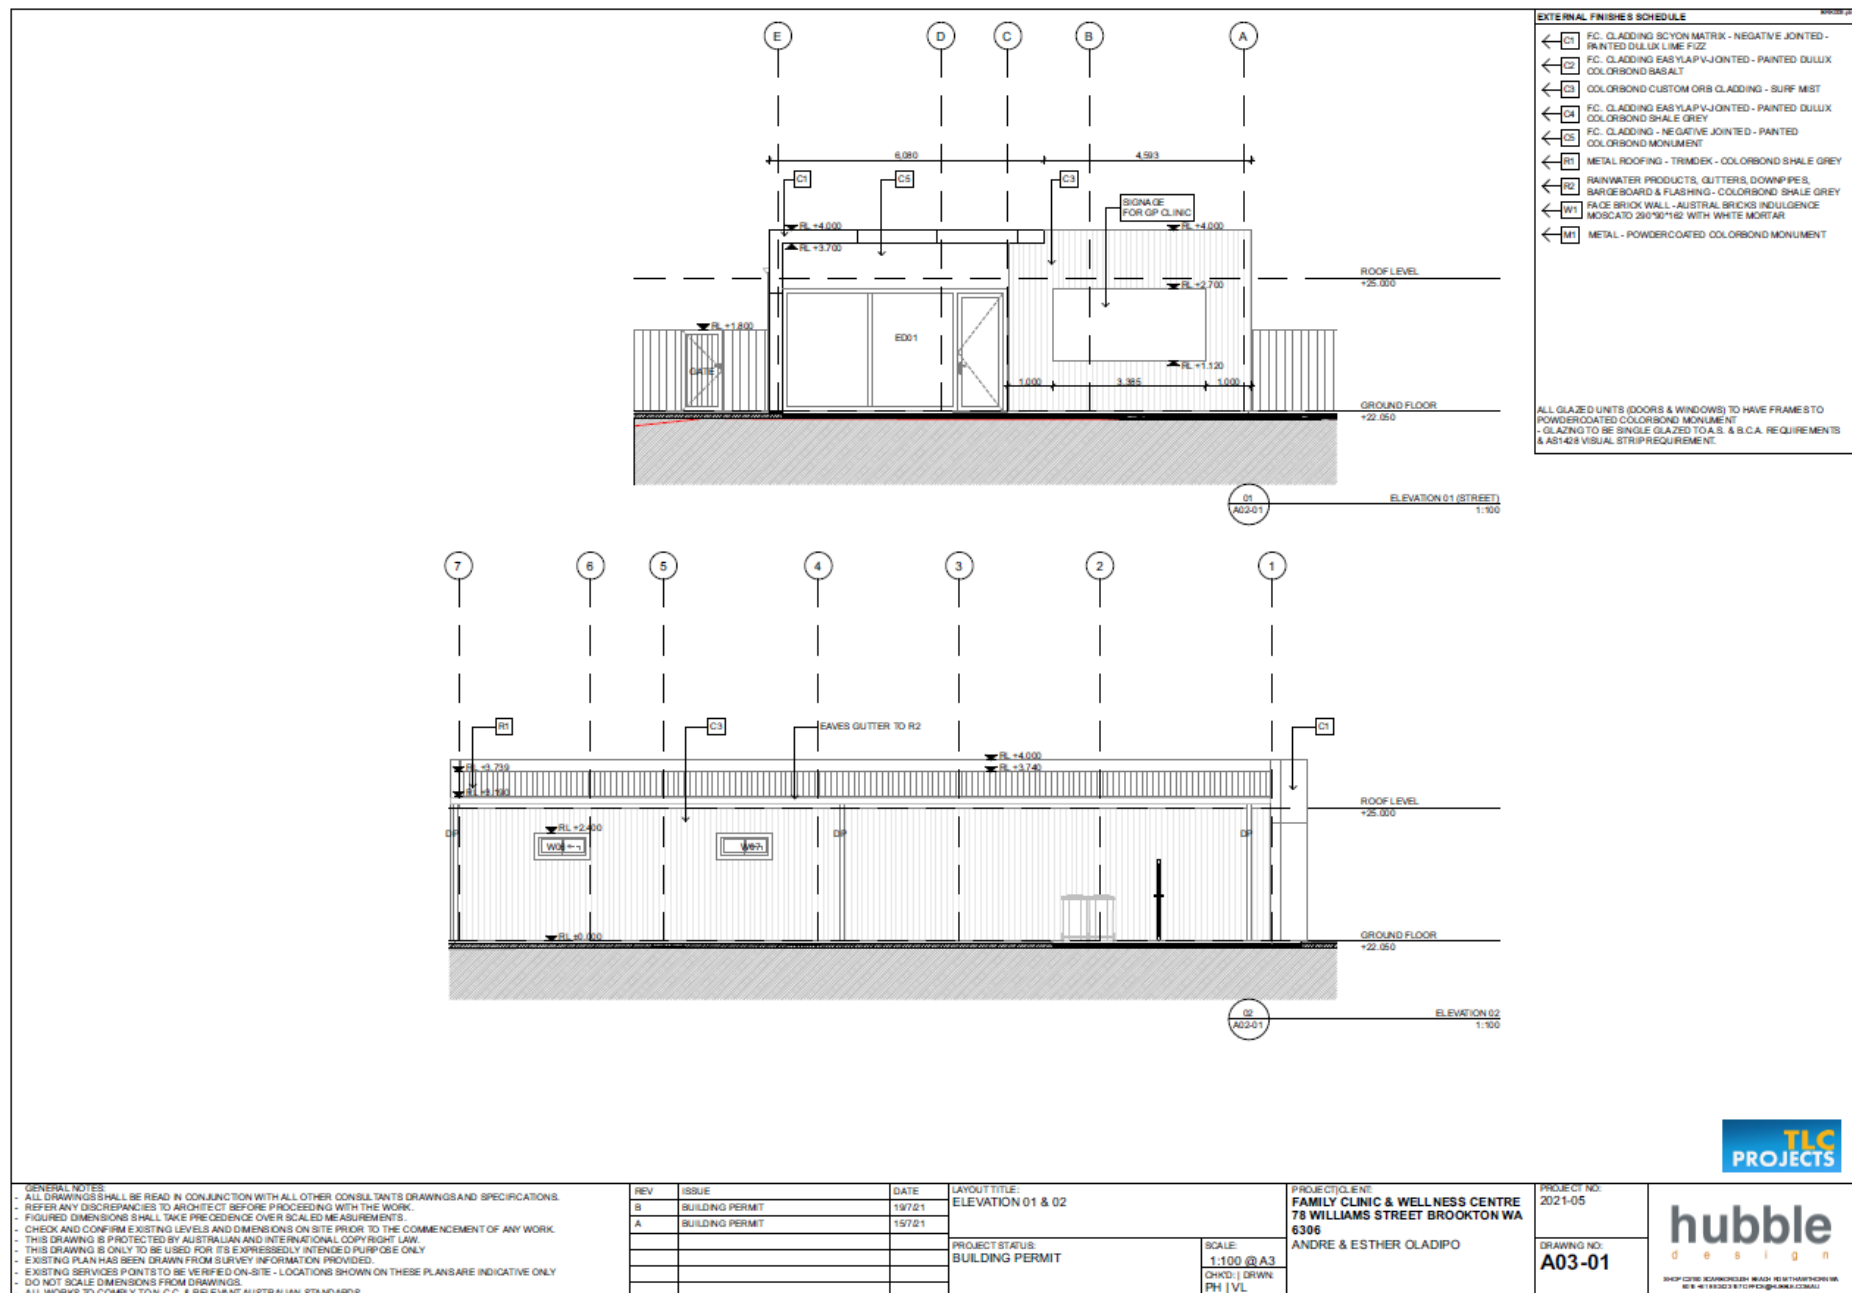 E
D
C
B
A
6,080
4,593
C1
C5
C3
SIGNAGE
FOR GP CLINIC
RL +4.000
RL +3.700
RL +4.000
ROOF LEVEL
+25.000
RL +2.700
RL +1.800
ED01
GATE
RL +1.120
1,000
3,385
1,000
GROUND FLOOR
+22.050
01
A02-01
ELEVATION 01 (STREET)
1:100
7
6
5
4
3
2
1
R1
C3
EAVES GUTTER TO R2
C1
RL +4.000
RL +3.739
RL +3.740
RL +3.190
ROOF LEVEL
+25.000
DP
RL +2.400
DP
DP
W06
W07
RL ±0.000
GROUND FLOOR
+22.050
02
A02-01
ELEVATION 02
1:100
EXTERNAL FINISHES SCHEDULE
C1 F.C. CLADDING SCYON MATRIX - NEGATIVE JOINTED -
PAINTED DULUX LIME FIZZ
C2 F.C. CLADDING EASYLAP V-JOINTED - PAINTED DULUX
COLORBOND BASALT
C3 COLORBOND CUSTOM ORB CLADDING - SURF MIST
C4 F.C. CLADDING EASYLAP V-JOINTED - PAINTED DULUX
COLORBOND SHALE GREY
C5 F.C. CLADDING - NEGATIVE JOINTED - PAINTED
COLORBOND MONUMENT
R1 METAL ROOFING - TRIMDEK - COLORBOND SHALE GREY
R2 RAINWATER PRODUCTS, GUTTERS, DOWNPIPES,
BARGEBOARD & FLASHING - COLORBOND SHALE GREY
W1 FACE BRICK WALL - AUSTRAL BRICKS INDULGENCE
MOSCATO 290*90*162 WITH WHITE MORTAR
M1 METAL - POWDERCOATED COLORBOND MONUMENT
ALL GLAZED UNITS (DOORS & WINDOWS) TO HAVE FRAMES TO
POWDERCOATED COLORBOND MONUMENT
- GLAZING TO BE SINGLE GLAZED TO A.S. & B.C.A. REQUIREMENTS
& AS1428 VISUAL STRIP REQUIREMENT.
TLC
PROJECTS
GENERAL NOTES:
- ALL DRAWINGS SHALL BE READ IN CONJUNCTION WITH ALL OTHER CONSULTANTS DRAWINGS AND SPECIFICATIONS.
- REFER ANY DISCREPANCIES TO ARCHITECT BEFORE PROCEEDING WITH THE WORK.
- FIGURED DIMENSIONS SHALL TAKE PRECEDENCE OVER SCALED MEASUREMENTS.
- CHECK AND CONFIRM EXISTING LEVELS AND DIMENSIONS ON SITE PRIOR TO THE COMMENCEMENT OF ANY WORK.
- THIS DRAWING IS PROTECTED BY AUSTRALIAN AND INTERNATIONAL COPYRIGHT LAW.
- THIS DRAWING IS ONLY TO BE USED FOR ITS EXPRESSEDLY INTENDED PURPOSE ONLY
- EXISTING PLAN HAS BEEN DRAWN FROM SURVEY INFORMATION PROVIDED.
- EXISTING SERVICES POINTS TO BE VERIFIED ON-SITE - LOCATIONS SHOWN ON THESE PLANS ARE INDICATIVE ONLY
- DO NOT SCALE DIMENSIONS FROM DRAWINGS.
- ALL WORKS TO COMPLY TO N.C.C. & RELEVANT AUSTRALIAN STANDARDS
REV ISSUE DATE
B BUILDING PERMIT 19/7/21
A BUILDING PERMIT 15/7/21
LAYOUT TITLE:
ELEVATION 01 & 02
PROJECT STATUS:
BUILDING PERMIT
SCALE:
1:100 @ A3
CHK'D: | DRWN:
PH | VL
PROJECT|CLIENT:
FAMILY CLINIC & WELLNESS CENTRE
78 WILLIAMS STREET BROOKTON WA
6306
ANDRE & ESTHER OLADIPO
PROJECT NO:
2021-05
DRAWING NO:
A03-01
hubble
design